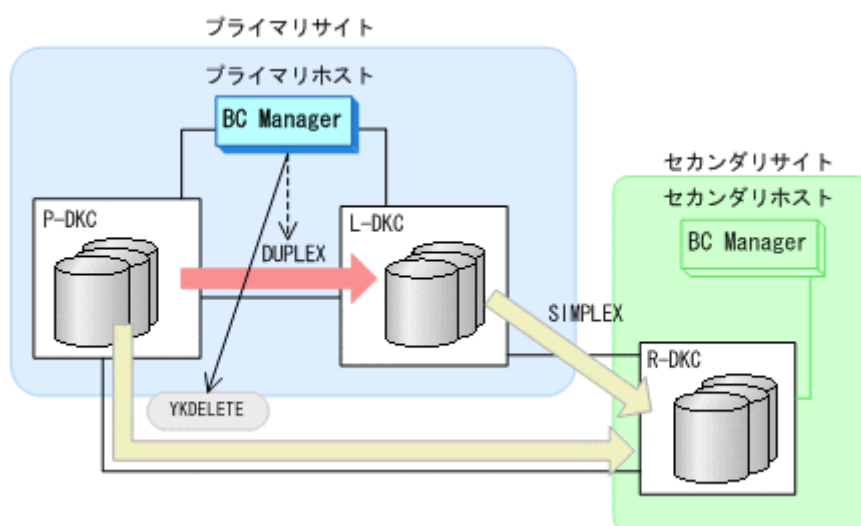 プライマリサイト
プライマリホスト
BC Manager
セカンダリサイト
セカンダリホスト
BC Manager
P-DKC
L-DKC
DUPLEX
SIMPLEX
R-DKC
YKDELETE